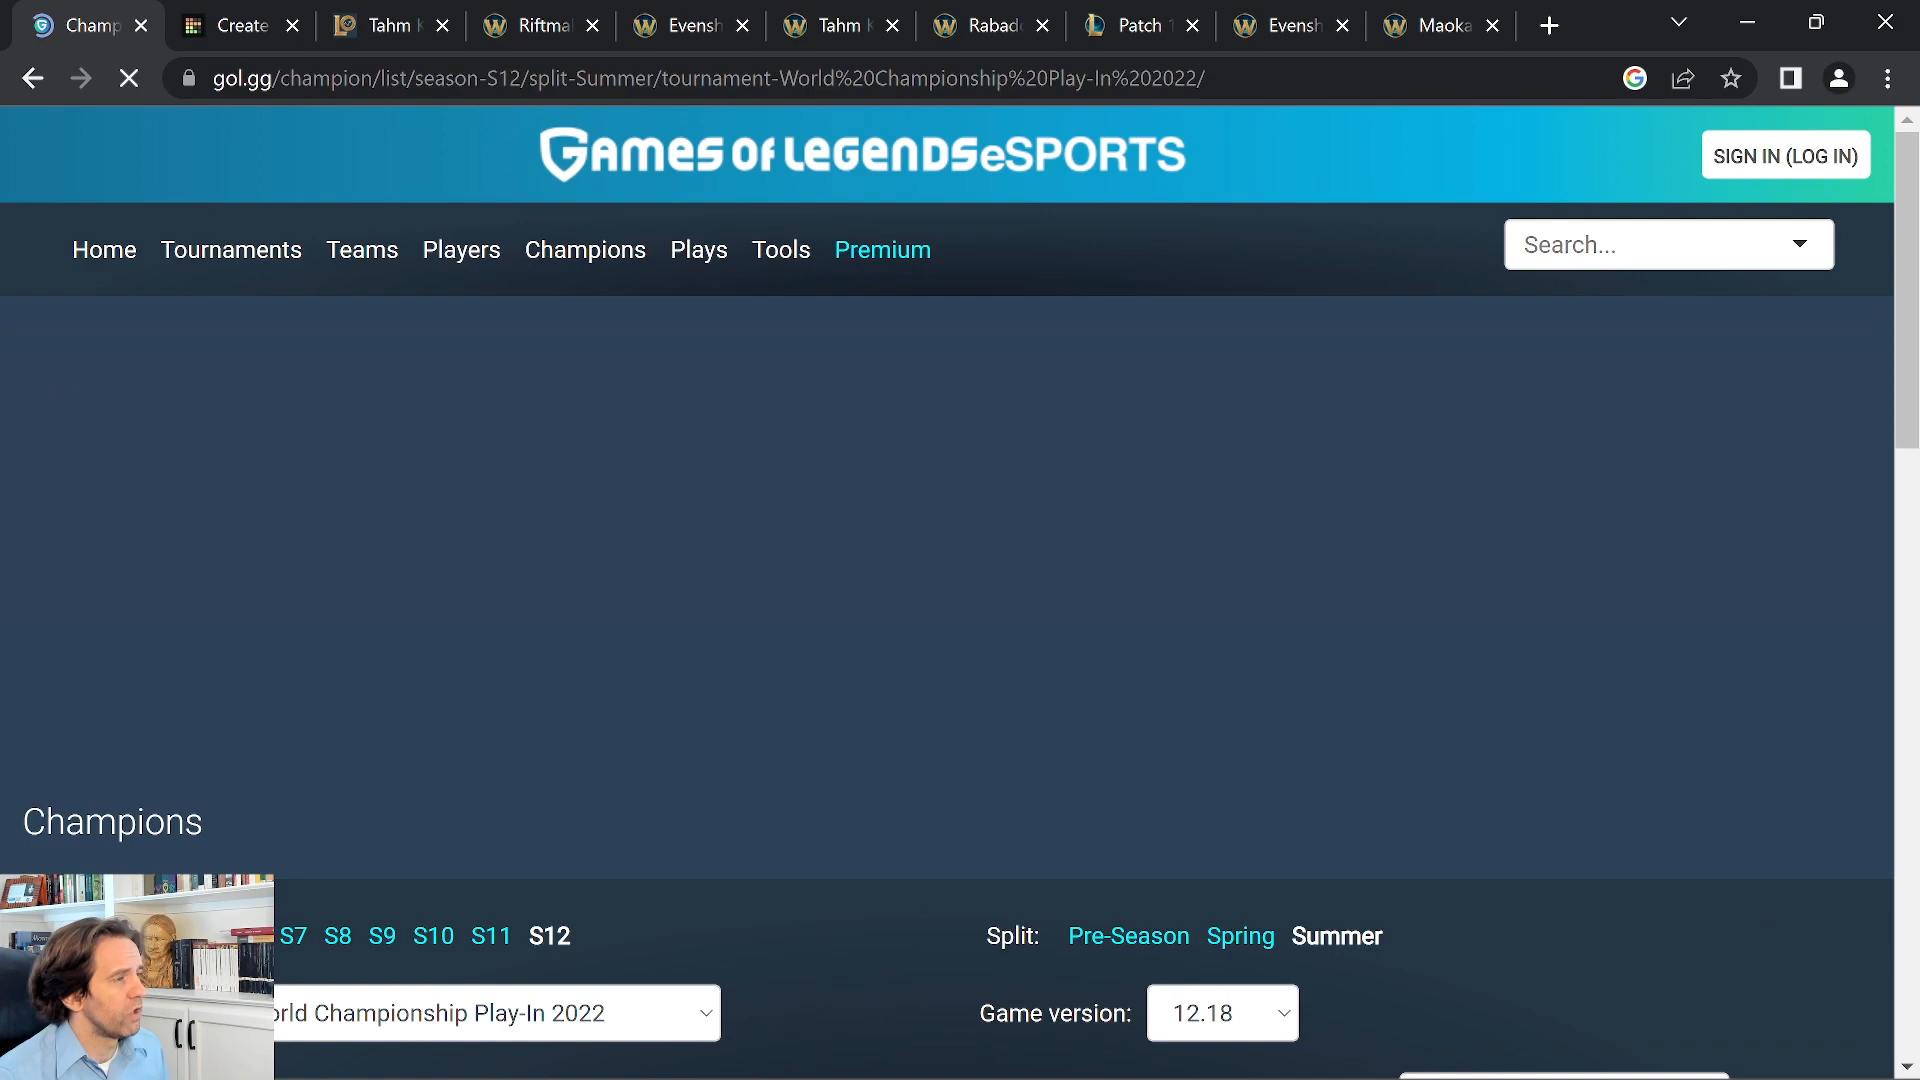 Champ
Create
Tahm K
Riftma
Evensh
Tahm K
Rabado
Patch 1
Evensh
Maoka
gol.gg/champion/list/season-S12/split-Summer/tournament-World%20Championship%20Play-In%202022/
GAMES OF LEGENDS eSPORTS
SIGN IN (LOG IN)
Home Tournaments Teams Players Champions Plays Tools Premium
Search...
Champions
S7 S8 S9 S10 S11 S12
Split: Pre-Season Spring Summer
orld Championship Play-In 2022
Game version: 12.18